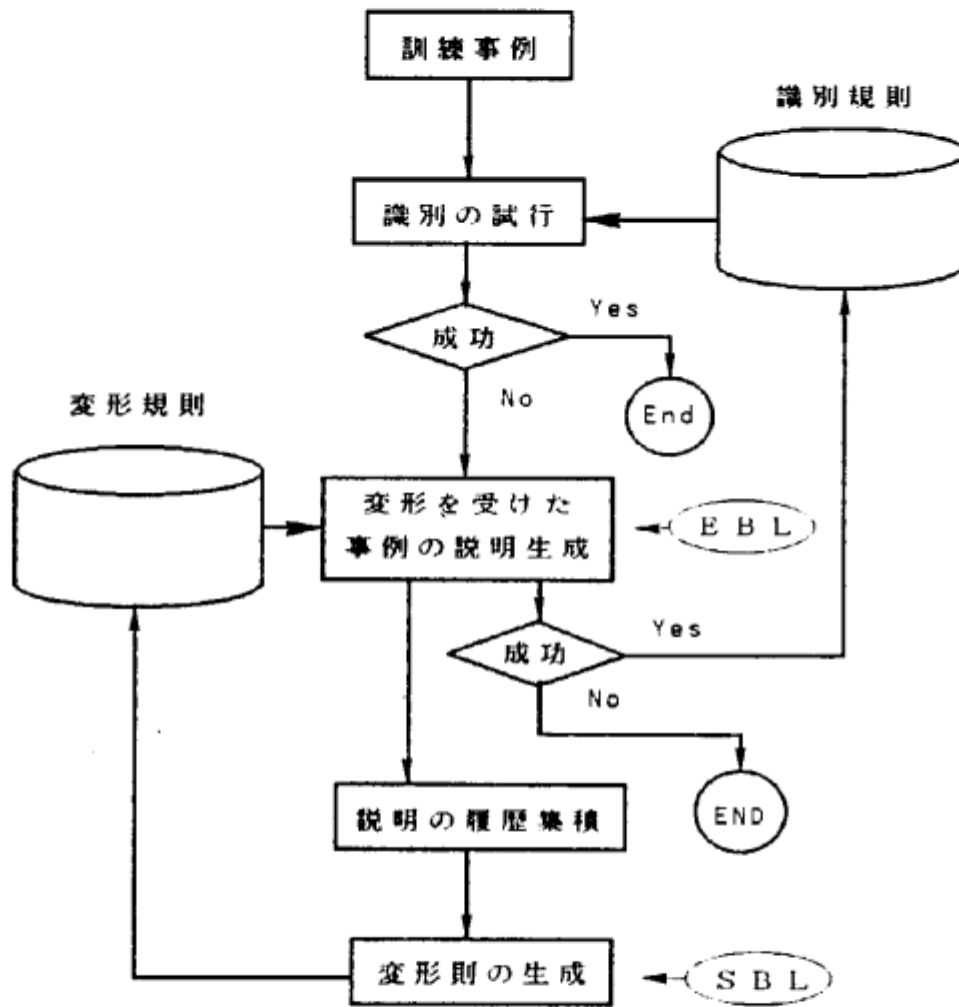 訓練事例
識別規則
識別の試行
成功
Yes
End
No
変形規則
変形を受けた
事例の説明生成
EBL
成功
Yes
No
説明の履歴集積
END
変形則の生成
SBL